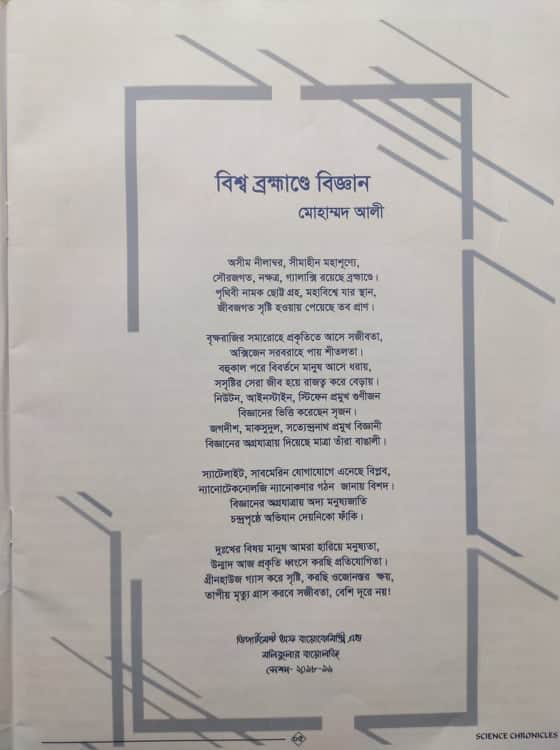 বিশ্ব ব্রহ্মাণ্ডে বিজ্ঞান
মোহাম্মদ আলী
অসীম নীলাম্বর, সীমাহীন মহাশূণ্যে,
সৌরজগত, নক্ষত্র, গ্যালাক্সি রয়েছে ব্রহ্মাণ্ডে।
পৃথিবী নামক ছোট্ট গ্রহ, মহাবিশ্বে যার স্থান,
জীবজগত সৃষ্টি হওয়ায় পেয়েছে তব প্রাণ।
বৃক্ষরাজির সমারোহে প্রকৃতিতে আসে সজীবতা,
অক্সিজেন সরবরাহে পায় শীতলতা।
বহুকাল পরে বিবর্তনে মানুষ আসে ধরায়,
সসৃষ্টির সেরা জীব হয়ে রাজত্ব করে বেড়ায়।
নিউটন, আইনস্টাইন, স্টিফেন প্রমুখ গুণীজন
বিজ্ঞানের ভিত্তি করেছেন সৃজন।
জগদীশ, মাকসুদুল, সত্যেন্দ্রনাথ প্রমুখ বিজ্ঞানী
বিজ্ঞানের অগ্রযাত্রায় দিয়েছে মাত্রা তাঁরা বাঙালী।
স্যাটেলাইট, সাবমেরিন যোগাযোগে এনেছে বিপ্লব,
ন্যানোটেকনোলজি ন্যানোকণার গঠন জানায় বিশদ।
বিজ্ঞানের অগ্রযাত্রায় অদ্য মনুষ্যজাতি
চন্দ্রপৃষ্ঠে অভিযান দেয়নিকো ফাঁকি।
দুঃখের বিষয় মানুষ আমরা হারিয়ে মনুষ্যতা,
উন্মাদ আজ প্রকৃতি ধ্বংসে করছি প্রতিযোগিতা।
গ্রীনহাউজ গ্যাস করে সৃষ্টি, করছি ওজোনস্তর ক্ষয়,
তাপীয় মৃত্যু গ্রাস করবে সজীবতা, বেশি দূরে নয়!
ডিপার্টমেন্ট অফ বায়োকেমিস্ট্রি এন্ড
মলিকুলার বায়োলজি
সেশন- ২০১৮-১৯
SCIENCE CHRONICLES